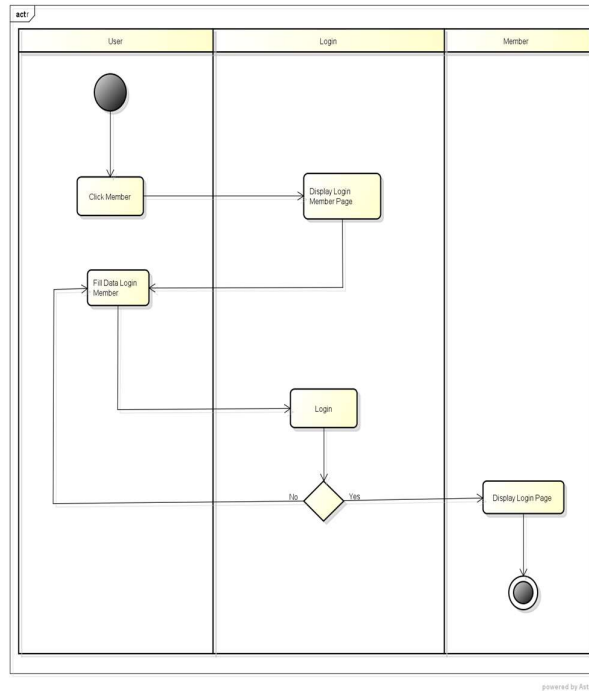 act
User
Login
Member
Click Member
Display Login
Member Page
Fill Data Login
Member
Login
No
Yes
Display Login Page
powered by Ast